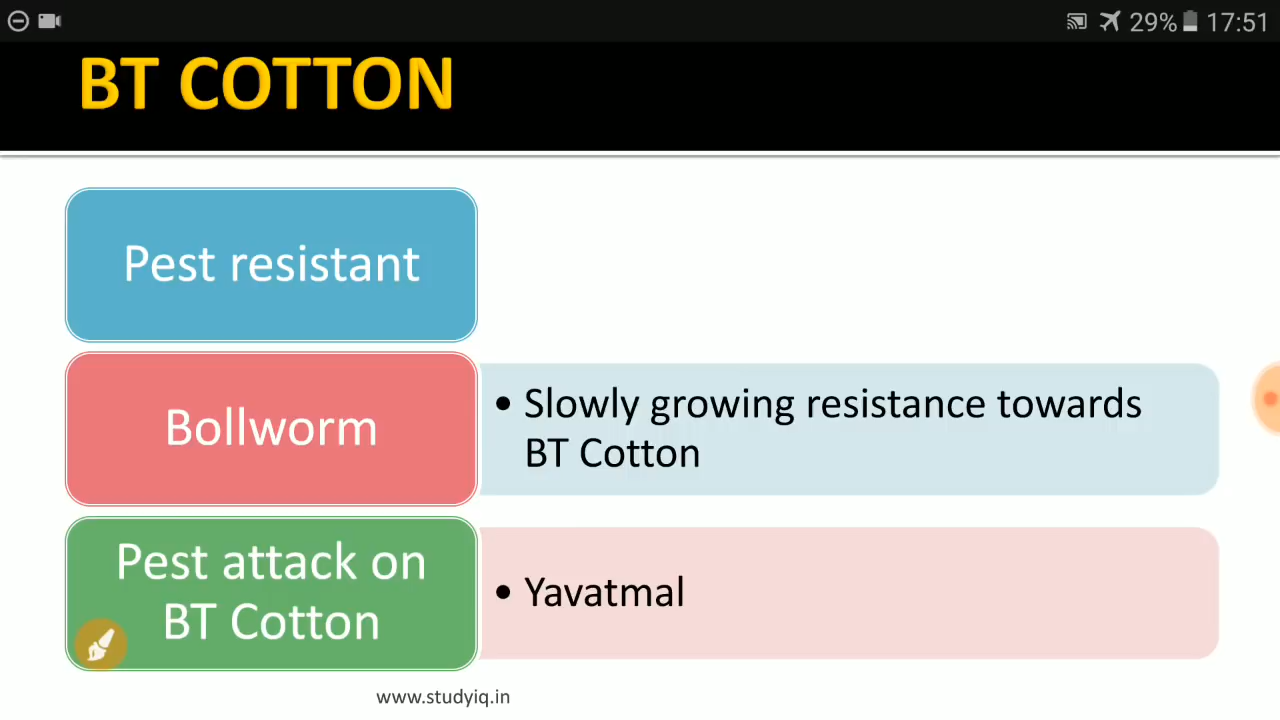 29% 17:51
BT COTTON
Pest resistant
Bollworm
• Slowly growing resistance towards
BT Cotton
Pest attack on
BT Cotton
• Yavatmal
www.studyiq.in